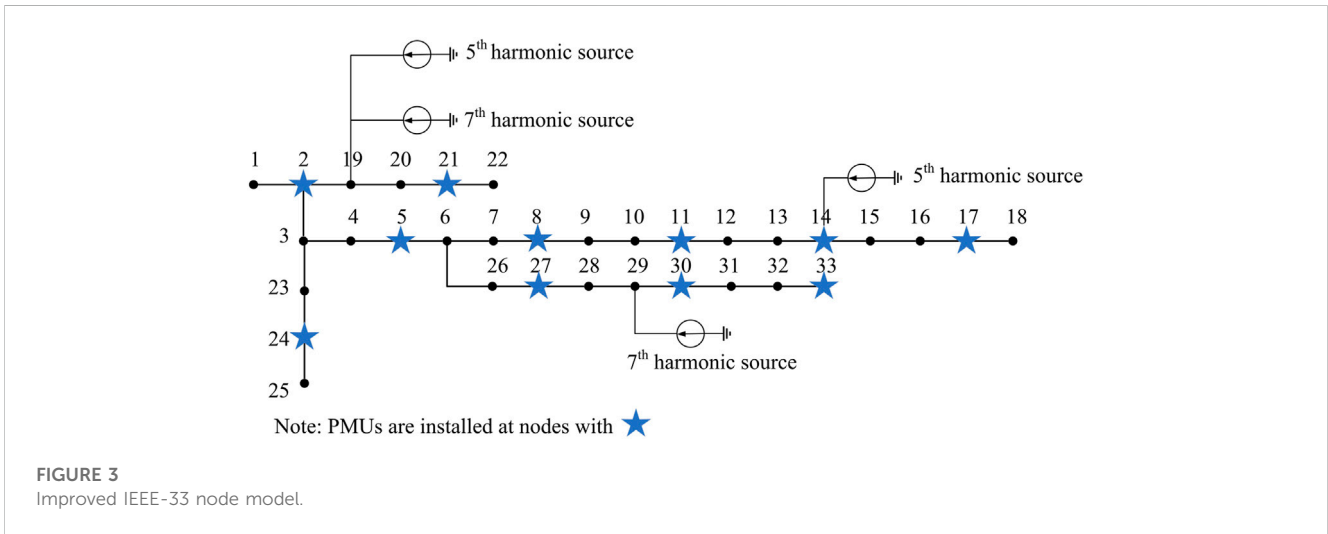 5th harmonic source
7th harmonic source
1 2 19 20 21 22
5th harmonic source
3 4 5 6 7 8 9 10 11 12 13 14 15 16 17 18
26 27 28 29 30 31 32 33
23
24
7th harmonic source
25
Note: PMUs are installed at nodes with
FIGURE 3
Improved IEEE-33 node model.